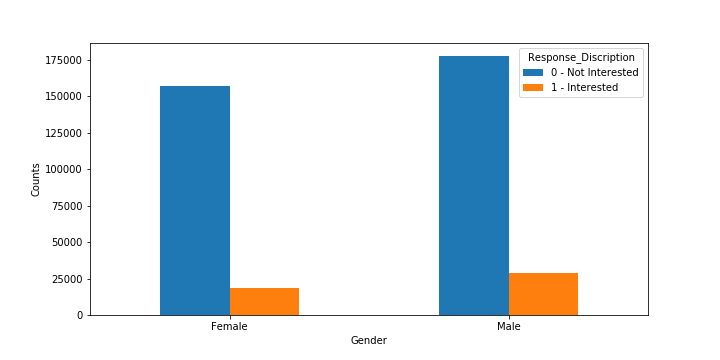 Response_Discription
0 - Not Interested
1 - Interested
175000
150000
125000
100000
75000
50000
25000
0
Counts
Female
Male
Gender